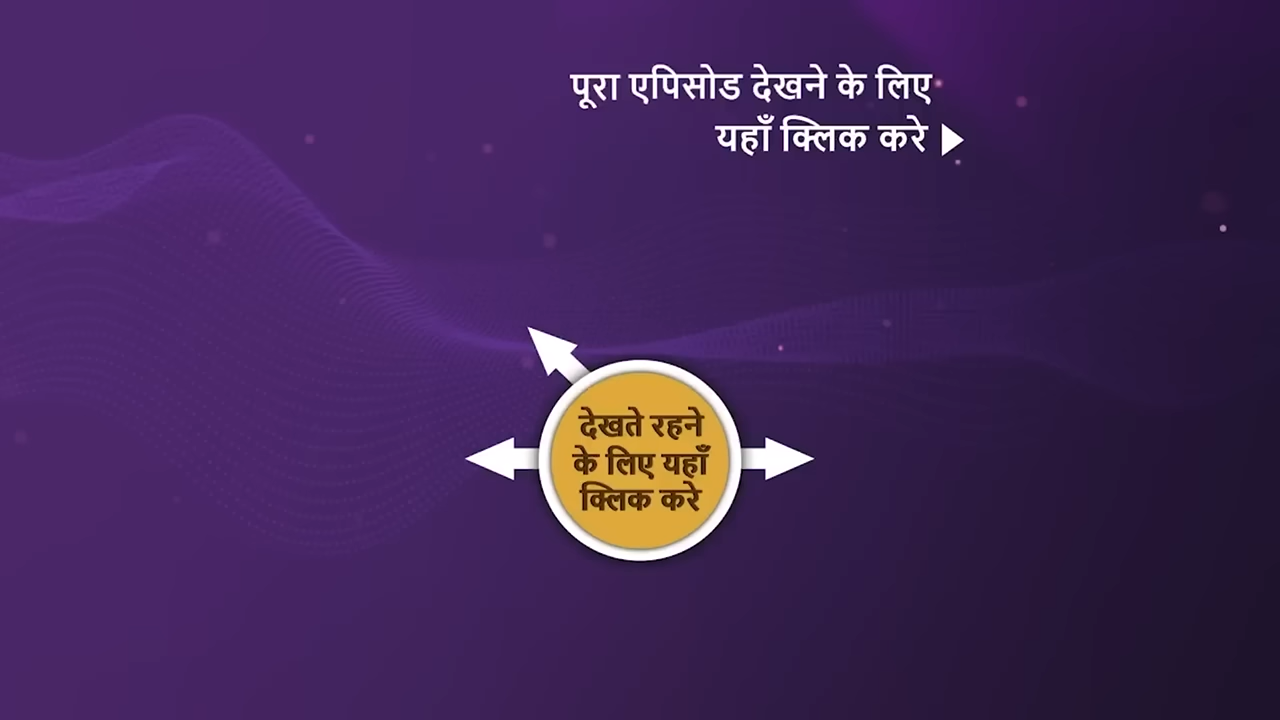 पूरा एपिसोड देखने के लिए
यहाँ क्लिक करे
देखते रहने
के लिए यहाँ
क्लिक करे